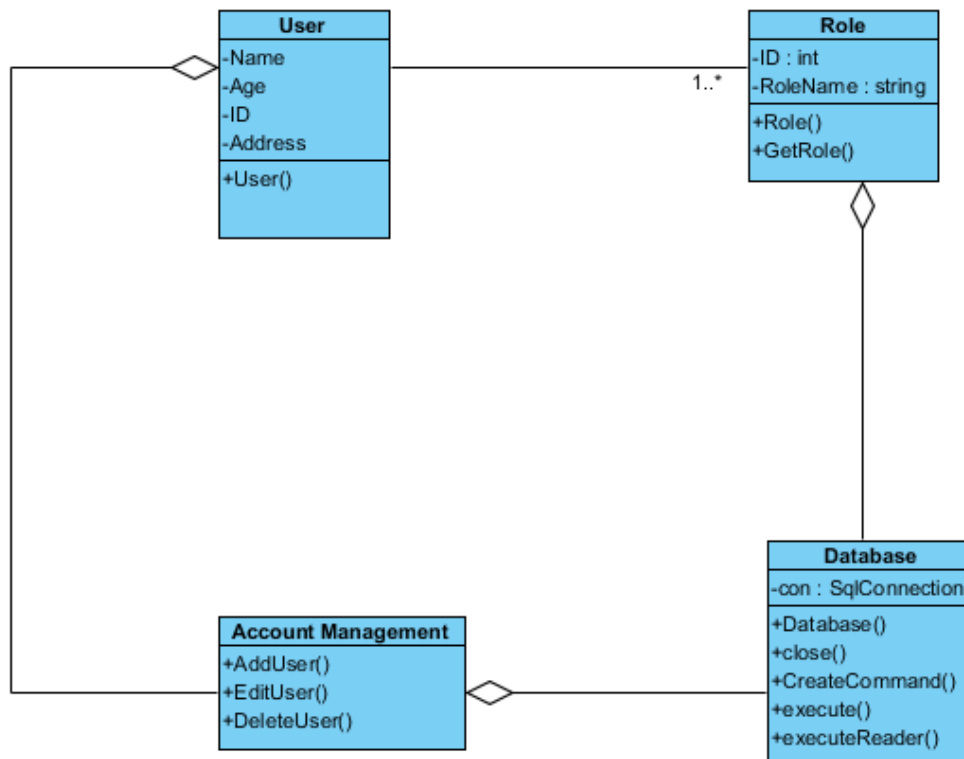 User
-Name
-Age
-ID
-Address
+User()
1..*
Role
-ID : int
-RoleName : string
+Role()
+GetRole()
Account Management
+AddUser()
+EditUser()
+DeleteUser()
Database
-con : SqlConnection
+Database()
+close()
+CreateCommand()
+execute()
+executeReader()